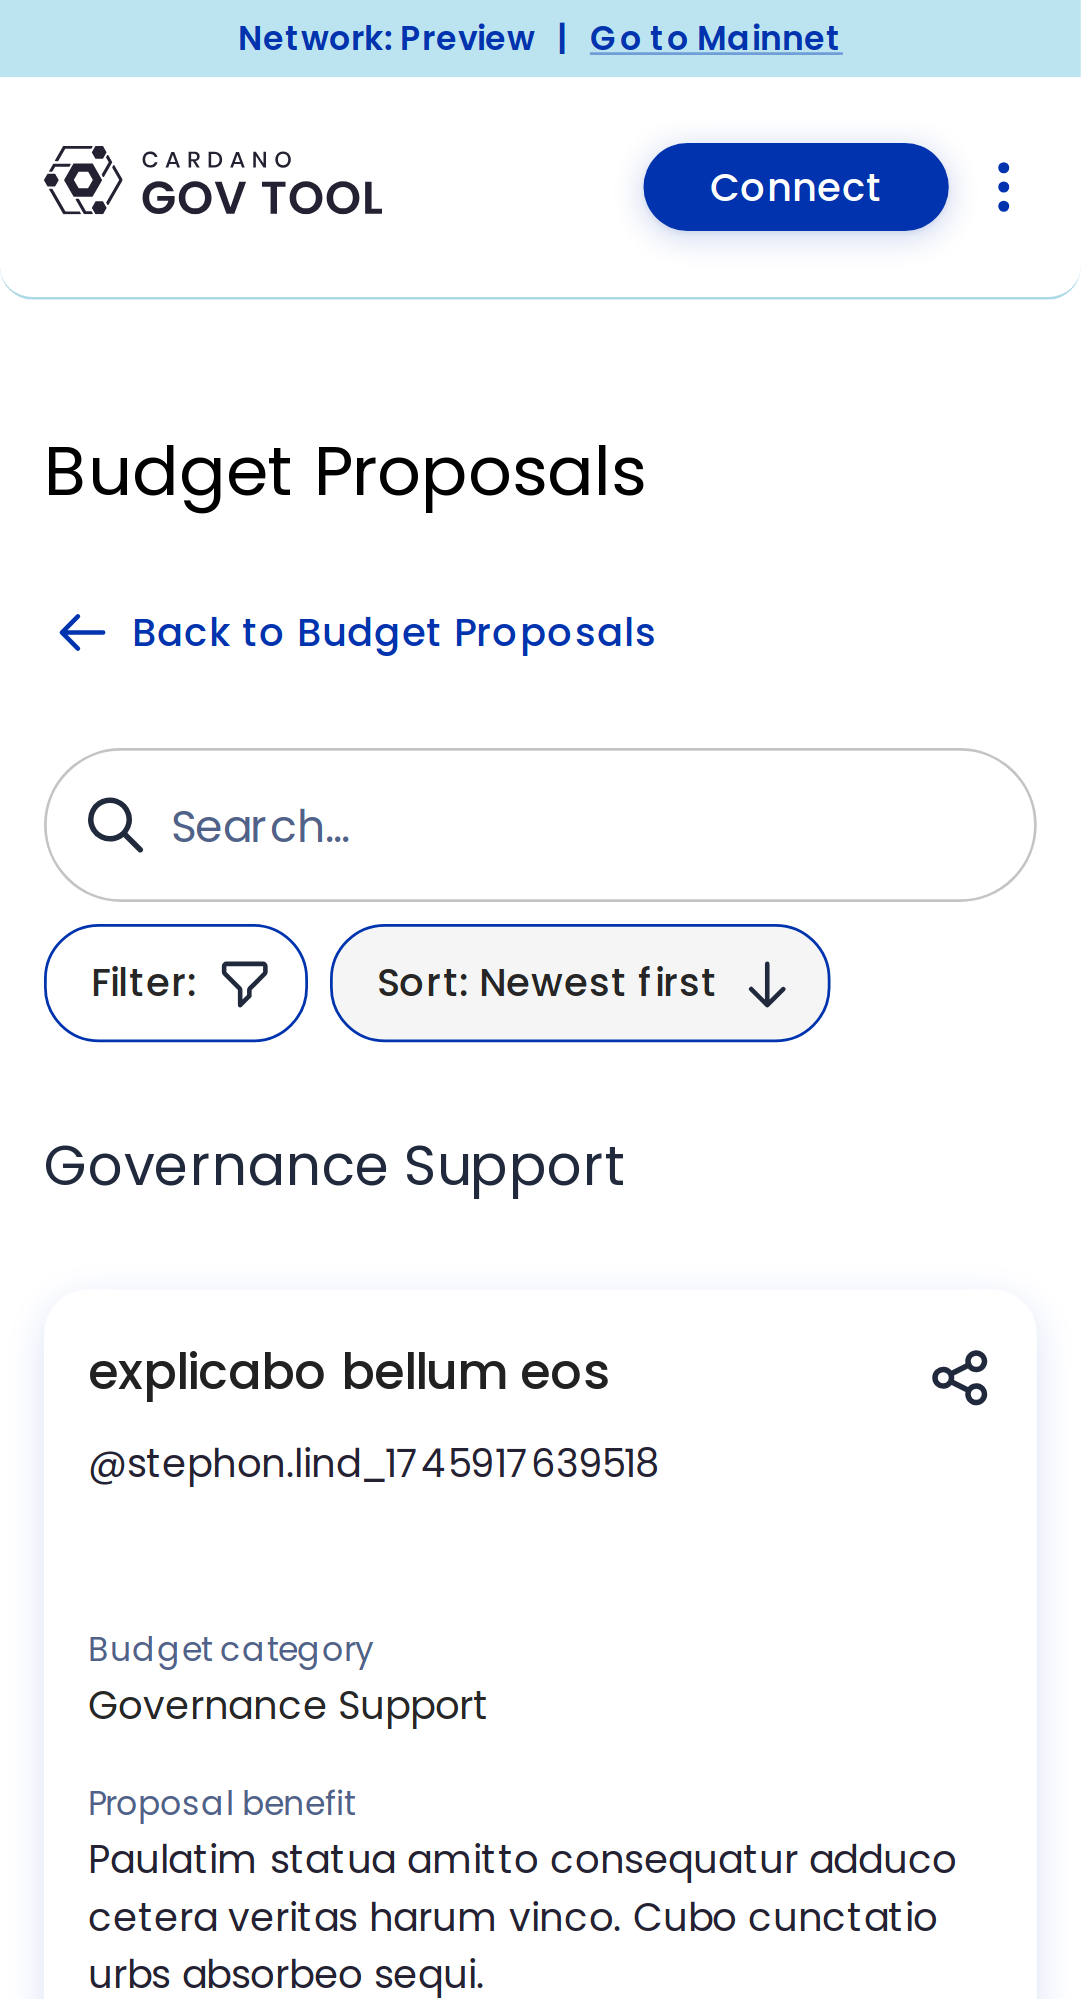 Network: Preview | Go to Mainnet
CARDANO
GOV TOOL
Connect
Budget Proposals
Back to Budget Proposals
Search...
Filter:
Sort: Newest first
Governance Support
explicabo bellum eos
@stephon.lind_1745917639518
Budget category
Governance Support
Proposal benefit
Paulatim statua amitto consequatur adduco
cetera veritas harum vinco. Cubo cunctatio
urbs absorbeo sequi.